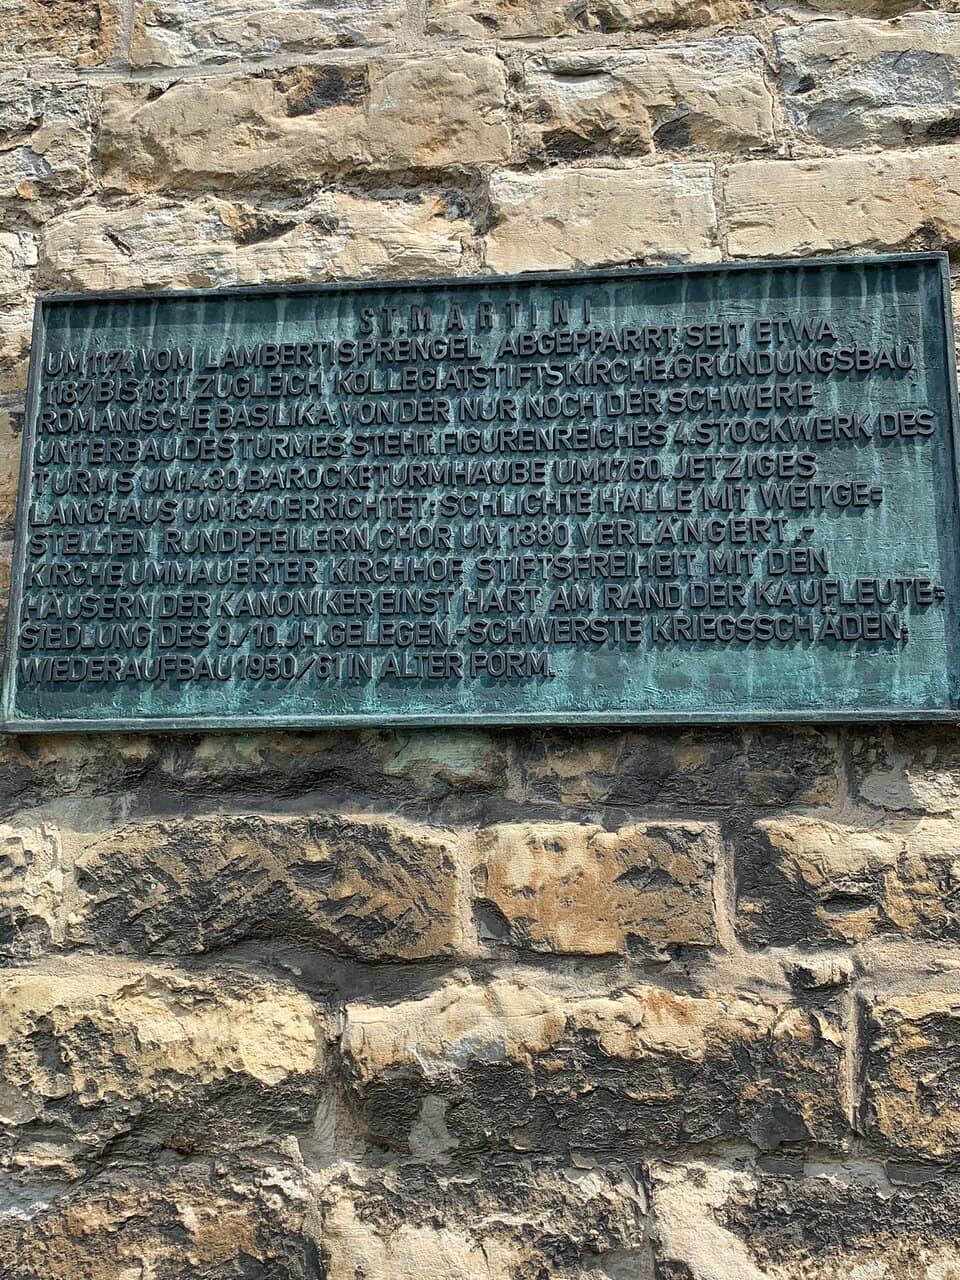 ST. MARTINI
UM 1174 VOM LAMBERTISPRENGEL ABGEPFARRT, SEIT ETWA
1187 BIS 1811 ZUGLEICH KOLLEGIATSTIFTSKIRCHE. GRÜNDUNGSBAU
ROMANISCHE BASILIKA, VON DER NUR NOCH DER SCHWERE
UNTERBAU DES TURMES STEHT. FIGURENREICHES 4. STOCKWERK DES
TURMS UM 1430, BAROCKE TURMHAUBE UM 1760. JETZIGES
LANGHAUS UM 1340 ERRICHTET: SCHLICHTE HALLE MIT WEITGE=
STELLTEN RUNDPFEILERN, CHOR UM 1380 VERLÄNGERT.-
KIRCHE, UMMAUERTER KIRCHHOF, STIFTSFREIHEIT MIT DEN
HÄUSERN DER KANONIKER EINST HART AM RAND DER KAUFLEUTE=
SIEDLUNG DES 9./10. JH. GELEGEN.- SCHWERSTE KRIEGSSCHÄDEN,
WIEDERAUFBAU 1950/61 IN ALTER FORM.